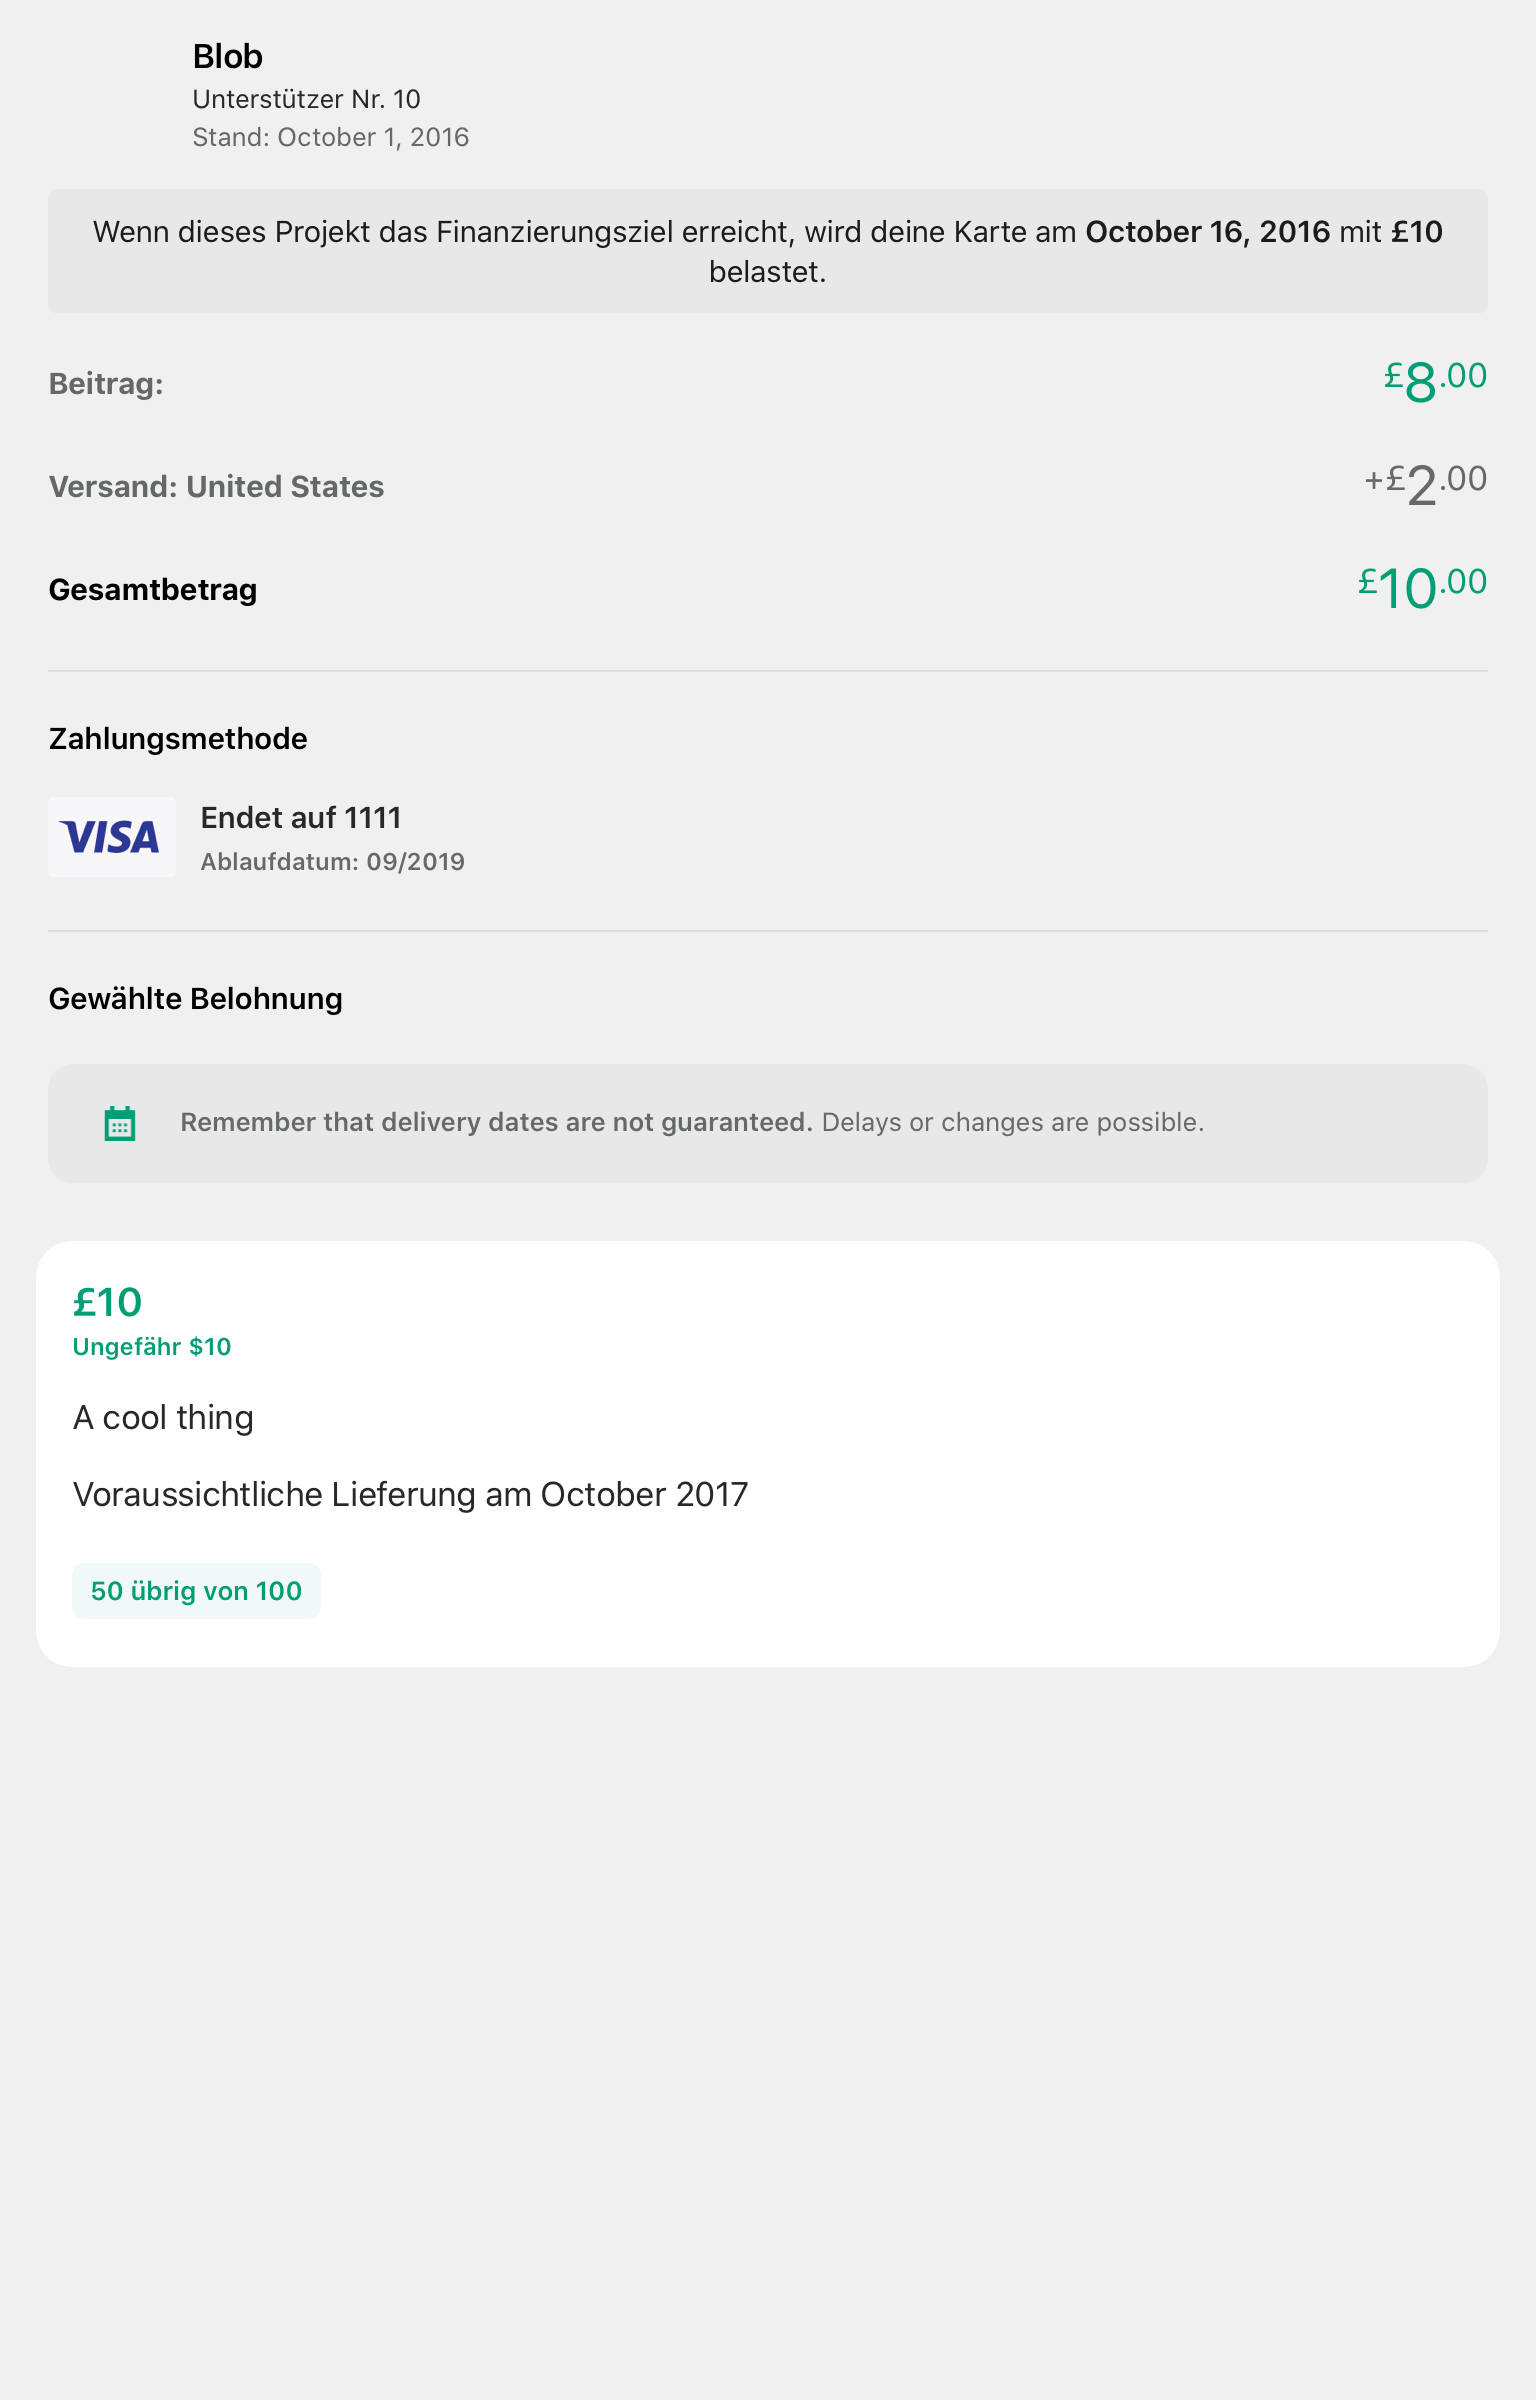 Blob
Unterstützer Nr. 10
Stand: October 1, 2016
Wenn dieses Projekt das Finanzierungsziel erreicht, wird deine Karte am October 16, 2016 mit £10
belastet.
Beitrag: £8.00
Versand: United States +£2.00
Gesamtbetrag £10.00
Zahlungsmethode
VISA
Endet auf 1111
Ablaufdatum: 09/2019
Gewählte Belohnung
Remember that delivery dates are not guaranteed. Delays or changes are possible.
£10
Ungefähr $10
A cool thing
Voraussichtliche Lieferung am October 2017
50 übrig von 100